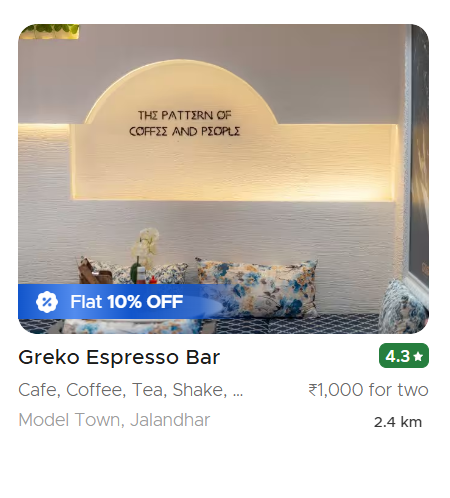 THE PATTERN OF
COFFEE AND PEOPLE
Flat 10% OFF
Greko Espresso Bar
4.3★
Cafe, Coffee, Tea, Shake, ...
₹1,000 for two
Model Town, Jalandhar
2.4 km